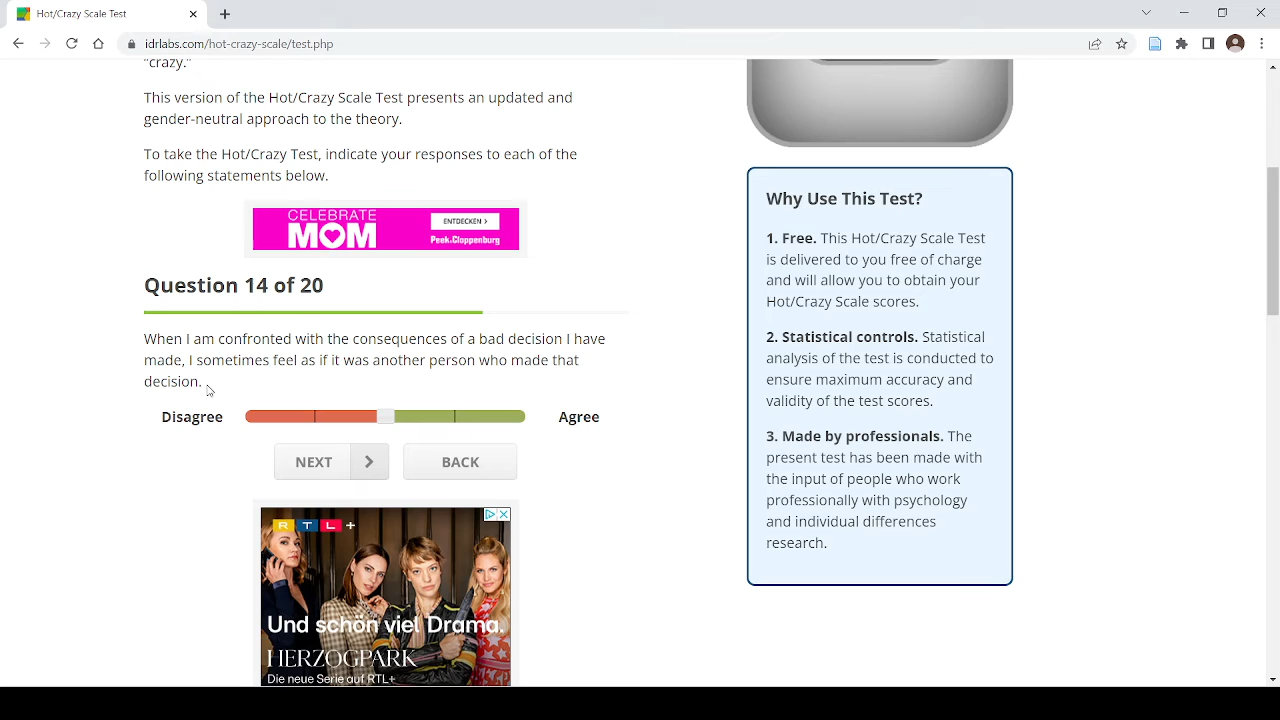 Hot/Crazy Scale Test
idrlabs.com/hot-crazy-scale/test.php
"crazy."
This version of the Hot/Crazy Scale Test presents an updated and
gender-neutral approach to the theory.
To take the Hot/Crazy Test, indicate your responses to each of the
following statements below.
CELEBRATE
MOM
ENTDECKEN >
Peek&Cloppenburg
Question 14 of 20
When I am confronted with the consequences of a bad decision I have
made, I sometimes feel as if it was another person who made that
decision.
Disagree
Agree
NEXT
BACK
RTL+
Und schön viel Drama.
HERZOGPARK
Die neue Serie auf RTL+
Why Use This Test?
1. Free. This Hot/Crazy Scale Test
is delivered to you free of charge
and will allow you to obtain your
Hot/Crazy Scale scores.
2. Statistical controls. Statistical
analysis of the test is conducted to
ensure maximum accuracy and
validity of the test scores.
3. Made by professionals. The
present test has been made with
the input of people who work
professionally with psychology
and individual differences
research.